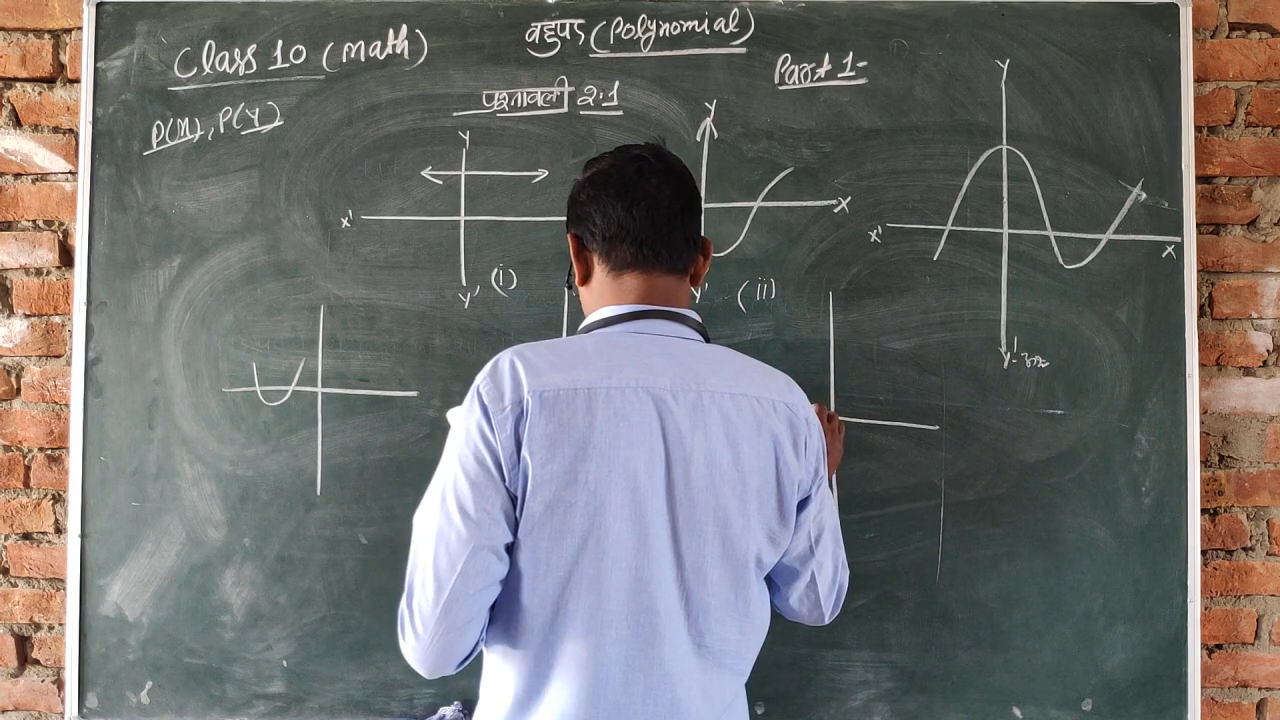 Class 10 (Math)
बहुपद (Polynomial)
Part 1-
प्रश्नावली 2.1
P(x), P(y)
Y
X'
Y'
(i)
Y
X
Y'
(ii)
Y
X'
X
Y'